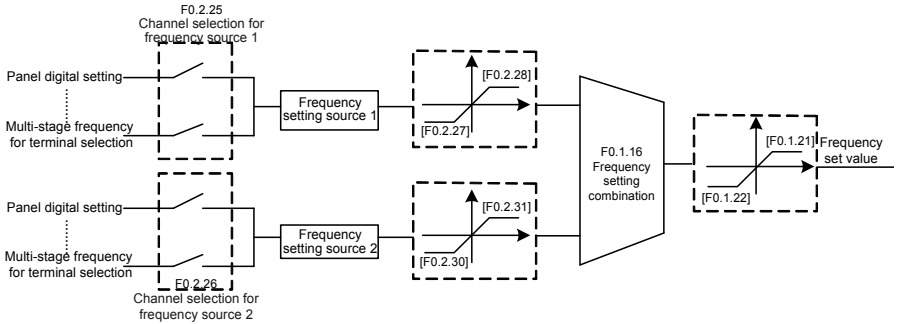 F0.2.25
Channel selection for
frequency source 1
Panel digital setting
Multi-stage frequency
for terminal selection
Frequency
setting source 1
[F0.2.28]
[F0.2.27]
F0.1.16
Frequency
setting
combination
[F0.1.21]
[F0.1.22]
Frequency
set value
Panel digital setting
Multi-stage frequency
for terminal selection
Frequency
setting source 2
[F0.2.31]
[F0.2.30]
F0.2.26
Channel selection for
frequency source 2